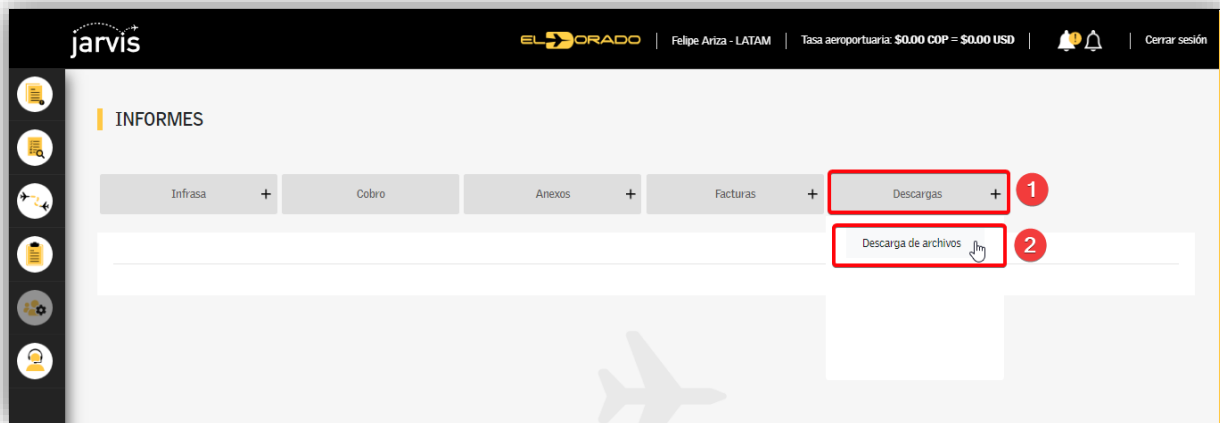 jarvis
EL DORADO | Felipe Ariza - LATAM | Tasa aeroportuaria: $0.00 COP = $0.00 USD | | Cerrar sesión
INFORMES
Infrasa + Cobro Anexos + Facturas + Descargas + 1
Descarga de archivos 2